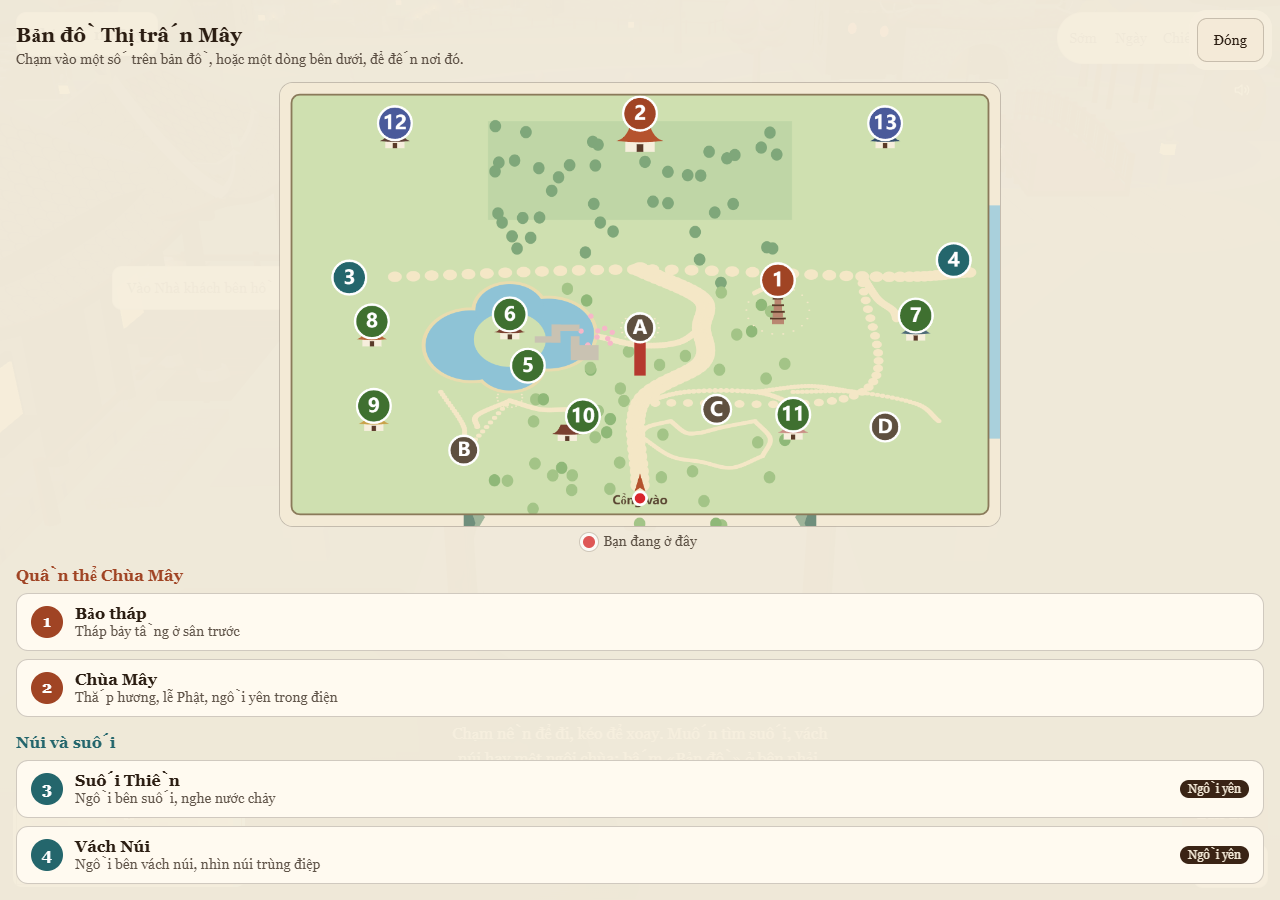 Bản đồ Thị trấn Mây
Chạm vào một số trên bản đồ, hoặc một dòng bên dưới, để đến nơi đó.
Đóng
12
2
13
3
4
1
8
6
7
A
5
9
10
C
11
B
D
Cổng vào
Bạn đang ở đây
Quần thể Chùa Mây
1
Bảo tháp
Tháp bảy tầng ở sân trước
2
Chùa Mây
Thắp hương, lễ Phật, ngồi yên trong điện
Núi và suối
3
Suối Thiền
Ngồi bên suối, nghe nước chảy
Ngồi yên
4
Vách Núi
Ngồi bên vách núi, nhìn núi trùng điệp
Ngồi yên